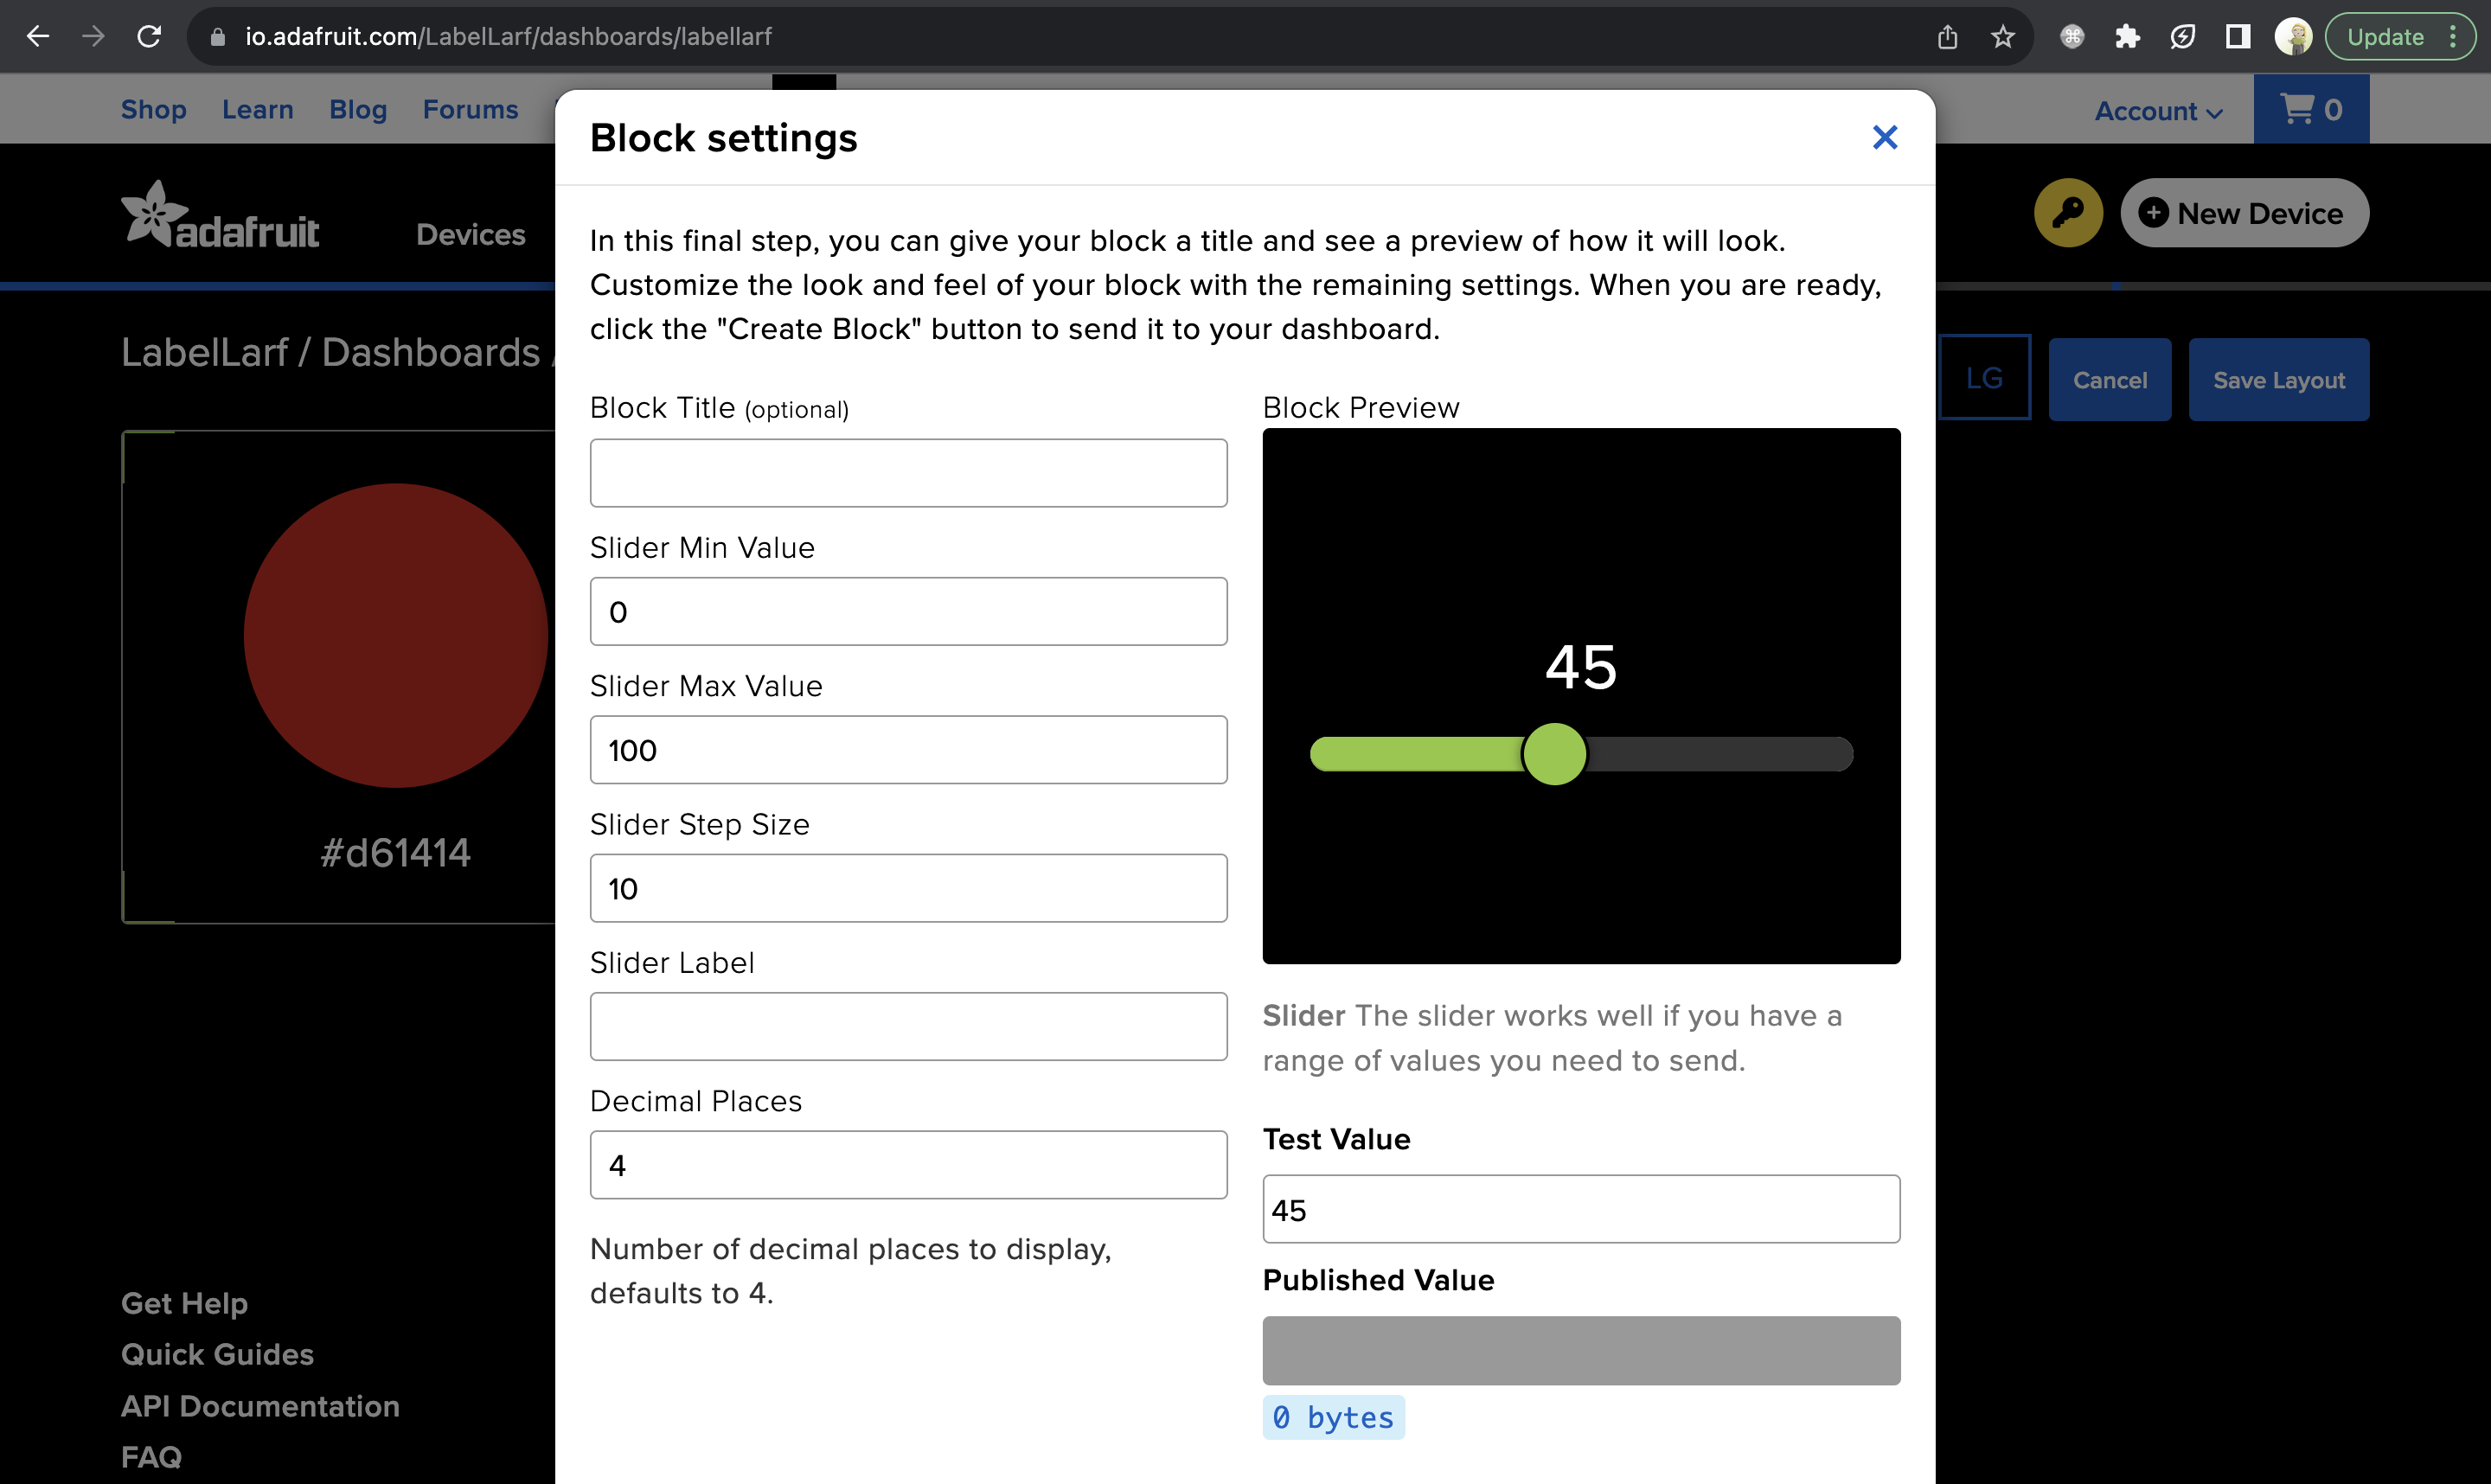 io.adafruit.com/LabelLarf/dashboards/labellarf
Update
Shop Learn Blog Forums
Account
0
adafruit
Devices
New Device
LabelLarf / Dashboards /
LG
Cancel
Save Layout
#d61414
Get Help
Quick Guides
API Documentation
FAQ
Block settings
In this final step, you can give your block a title and see a preview of how it will look.
Customize the look and feel of your block with the remaining settings. When you are ready,
click the "Create Block" button to send it to your dashboard.
Block Title (optional)
Slider Min Value
0
Slider Max Value
100
Slider Step Size
10
Slider Label
Decimal Places
4
Number of decimal places to display,
defaults to 4.
Block Preview
45
Slider The slider works well if you have a
range of values you need to send.
Test Value
45
Published Value
0 bytes